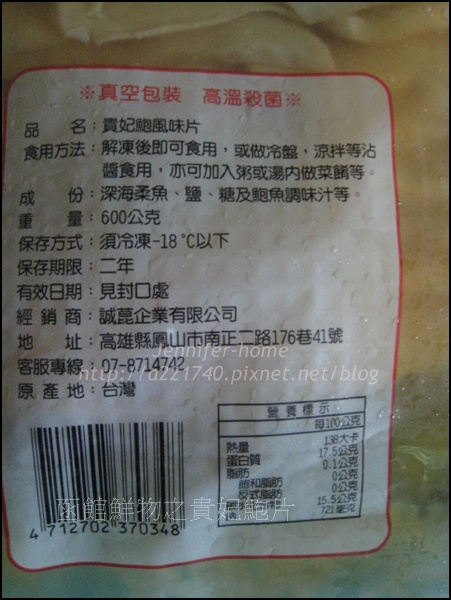 ※真空包裝 高溫殺菌※
品 名：貴妃鮑風味片
食用方法：解凍後即可食用，或做冷盤，涼拌等沾
醬食用，亦可加入粥或湯內做菜餚等。
成 份：深海柔魚、鹽、糖及鮑魚調味汁等。
重 量：600公克
保存方式：須冷凍-18℃以下
保存期限：二年
有效日期：見封口處
經 銷 商：誠蓖企業有限公司
地 址：高雄縣鳳山市南正二路176巷41號
Jennifer-home
客服專線：07-8714742
http://a221740.pixnet.net/blog
原 產 地：台灣
營養標示
每100公克
熱量 138大卡
蛋白質 17.5公克
脂肪 0.1公克
飽和脂肪 0公克
反式脂肪 0公克
15.5公克
721毫克
函館鮮物之貴妃鮑片
4 712702 370348